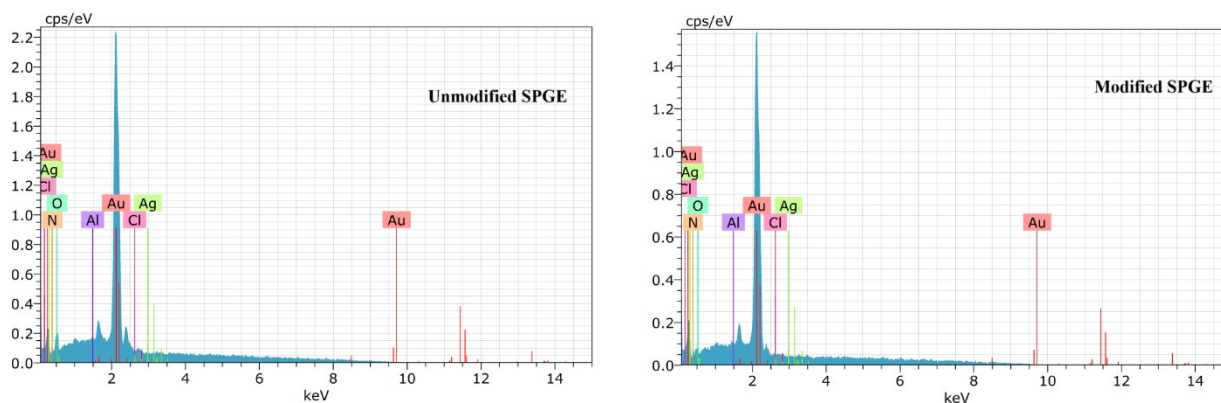 cps/eV
2.2
2.0
1.8
1.6
1.4
1.2
1.0
0.8
0.6
0.4
0.2
0.0
Unmodified SPGE
Au
Ag
Cl
O
N
Al
Au
Cl
Ag
Au
2
4
6
8
10
12
14
keV
cps/eV
1.4
1.2
1.0
0.8
0.6
0.4
0.2
0.0
Modified SPGE
Au
Ag
Cl
O
N
Al
Au
Cl
Ag
Au
2
4
6
8
10
12
14
keV